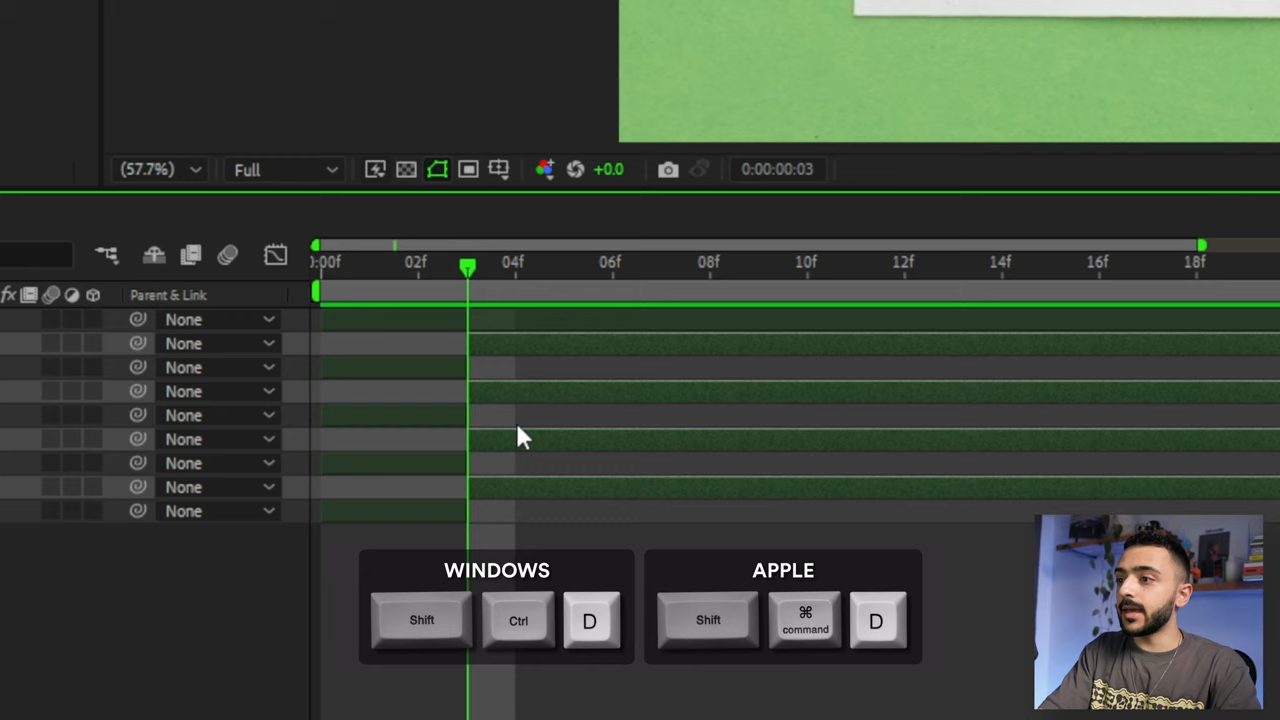 (57.7%) Full +0.0 0:00:00:03
0:00f 02f 04f 06f 08f 10f 12f 14f 16f 18f
fx Parent & Link
None
None
None
None
None
None
None
None
None
WINDOWS
Shift Ctrl D
APPLE
Shift ⌘ command D